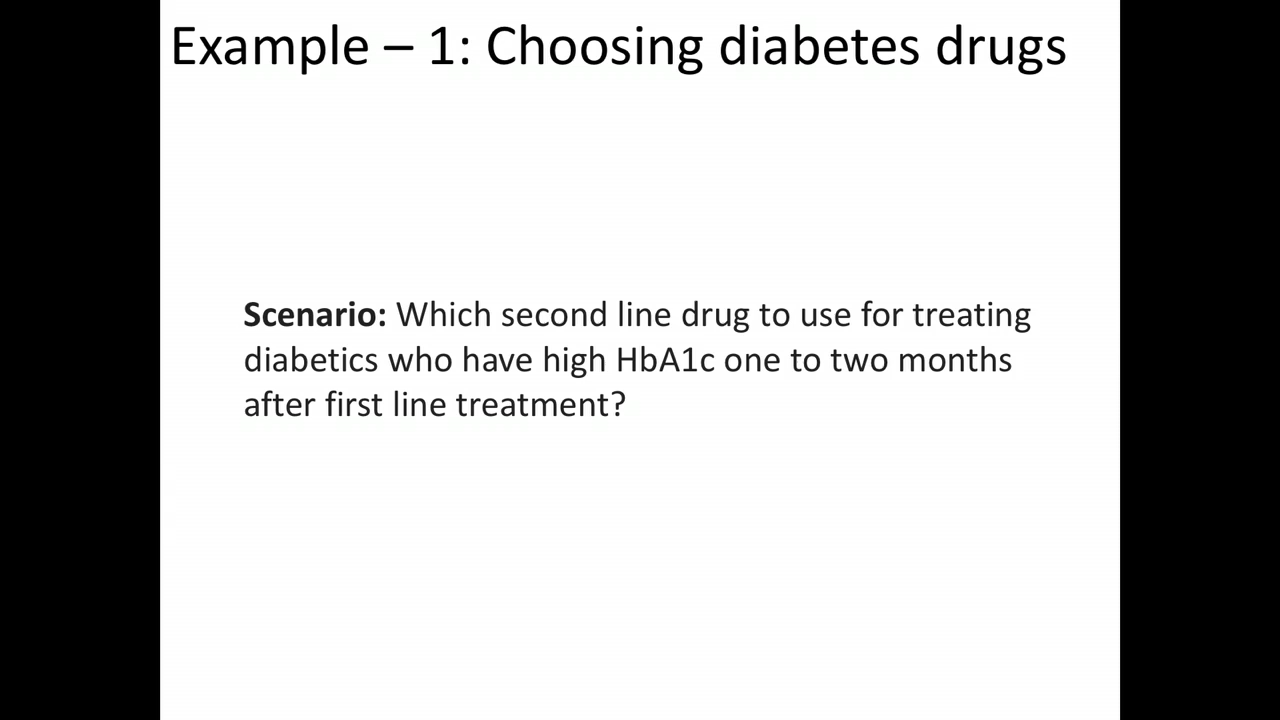 Example – 1: Choosing diabetes drugs
Scenario: Which second line drug to use for treating
diabetics who have high HbA1c one to two months
after first line treatment?